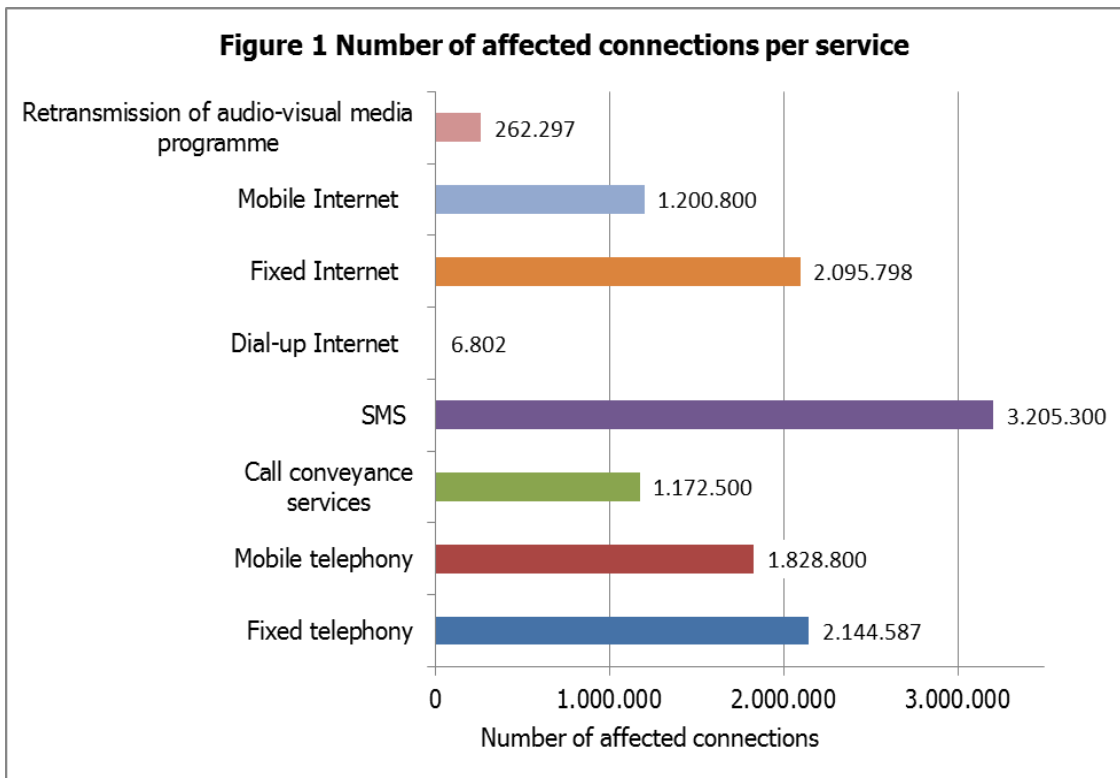 Figure 1 Number of affected connections per service
Retransmission of audio-visual media
programme
262.297
Mobile Internet
1.200.800
Fixed Internet
2.095.798
Dial-up Internet
6.802
SMS
3.205.300
Call conveyance
services
1.172.500
Mobile telephony
1.828.800
Fixed telephony
2.144.587
0 1.000.000 2.000.000 3.000.000
Number of affected connections